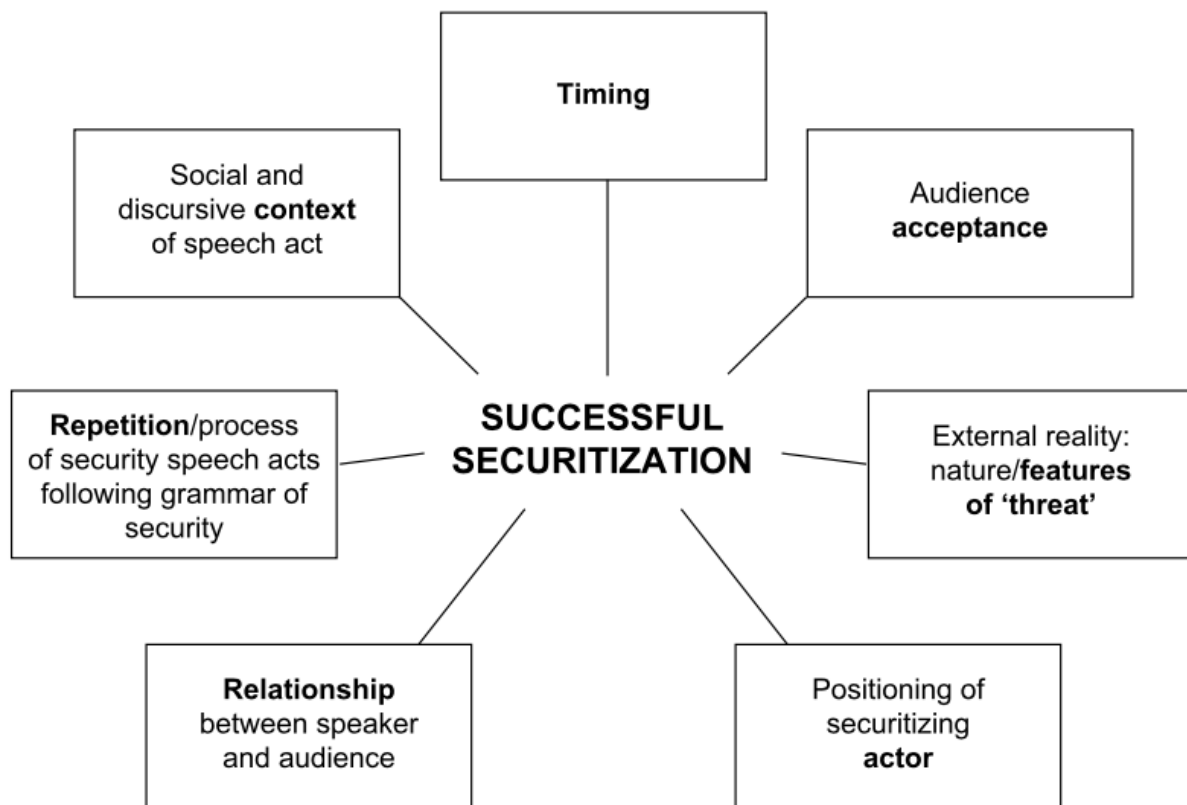 Timing
Social and
discursive context
of speech act
Audience
acceptance
SUCCESSFUL
SECURITIZATION
Repetition/process
of security speech acts
following grammar of
security
External reality:
nature/features
of ‘threat’
Relationship
between speaker
and audience
Positioning of
securitizing
actor